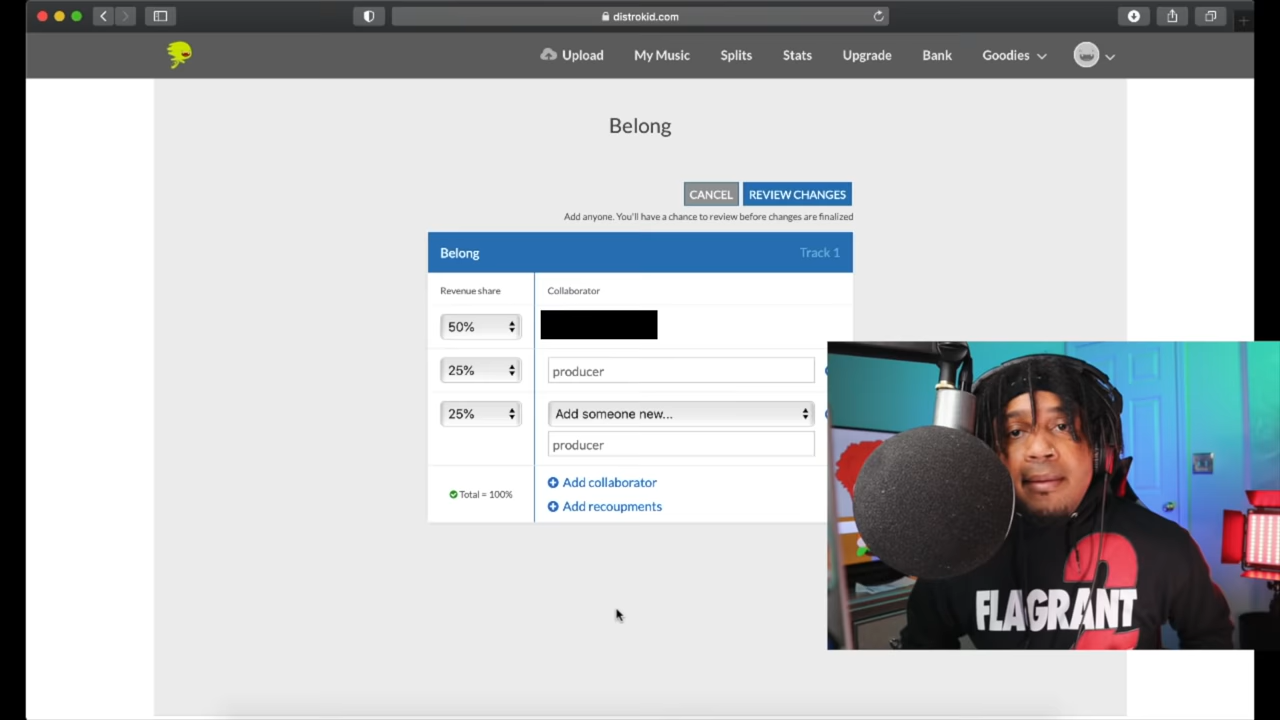 distrokid.com
Upload My Music Splits Stats Upgrade Bank Goodies
Belong
CANCEL REVIEW CHANGES
Add anyone. You'll have a chance to review before changes are finalized
Belong Track 1
Revenue share Collaborator
50%
25% producer
25% Add someone new...
producer
Total = 100%
Add collaborator
Add recoupments
FLAGRANT
2